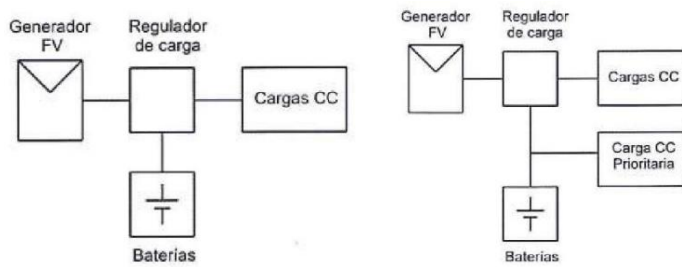 Generador
FV
Regulador
de carga
Cargas CC
Baterías
Generador
FV
Regulador
de carga
Cargas CC
Carga CC
Prioritaria
Baterías